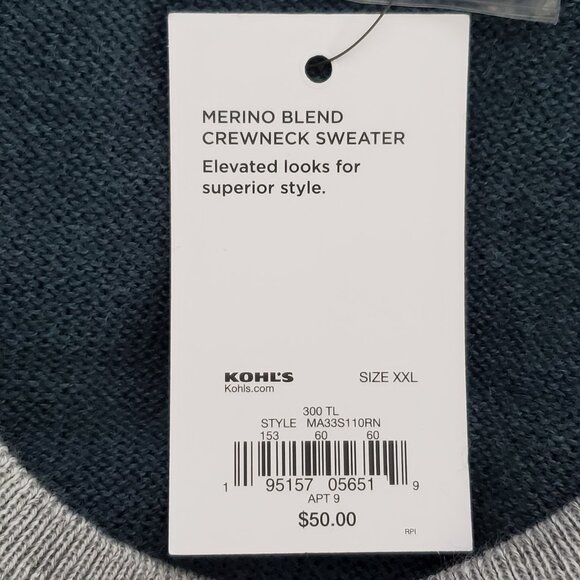 MERINO BLEND
CREWNECK SWEATER
Elevated looks for
superior style.
KOHL'S
Kohls.com
SIZE XXL
300 TL
STYLE MA33S110RN
153 60 60
1 95157 05651 9
APT 9
$50.00
RPI